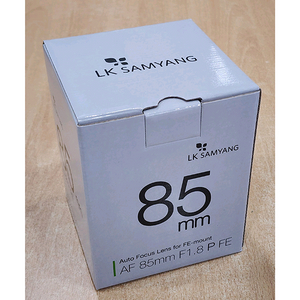 LK SAMYANG
LK SAMYANG
85
mm
Auto Focus Lens for FE-mount
AF 85mm F1.8 P FE